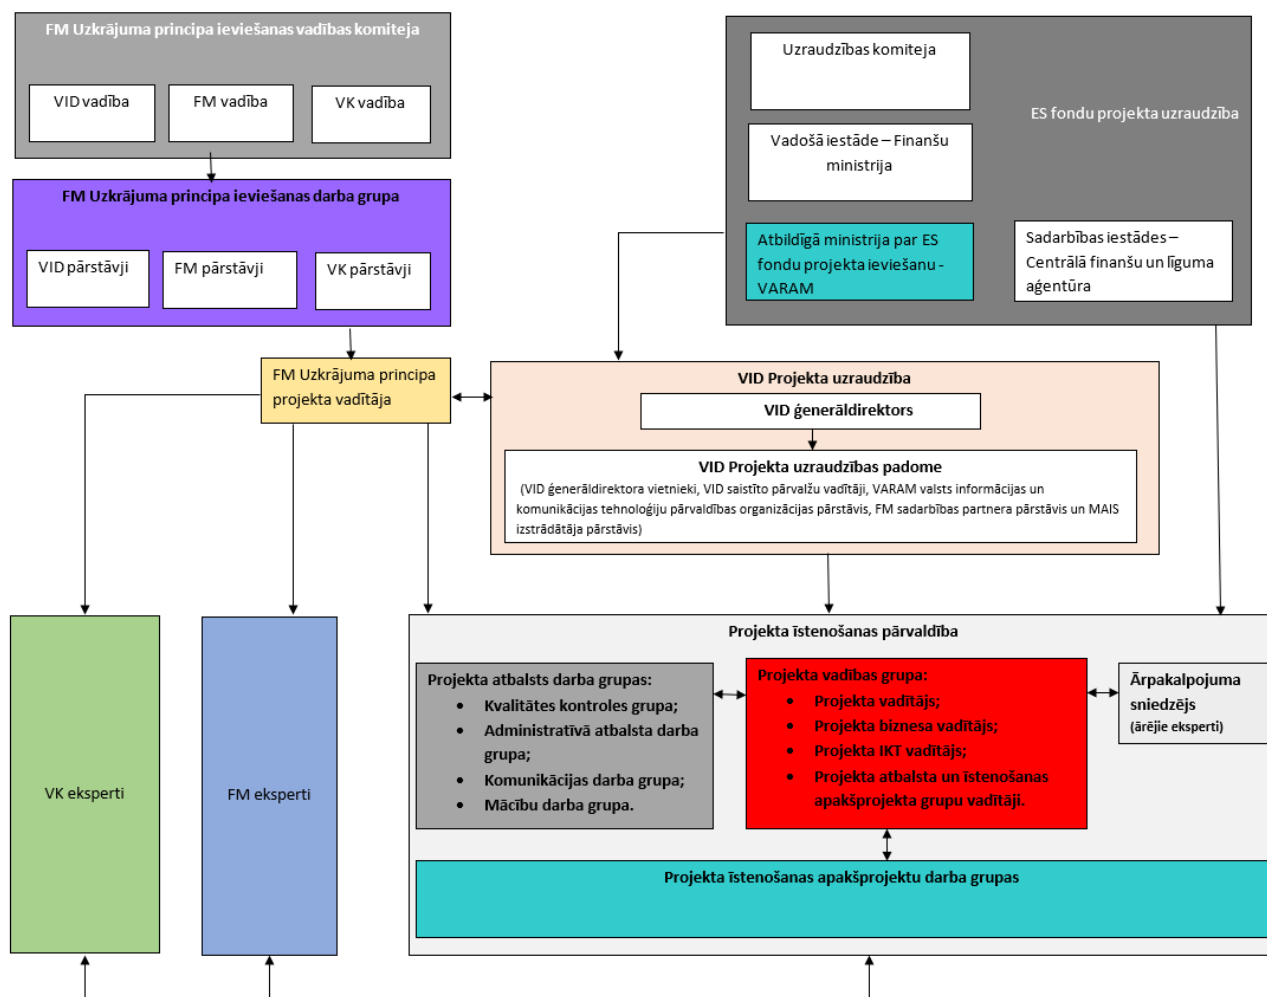 FM Uzkrājuma principa ieviešanas vadības komiteja
VID vadība
FM vadība
VK vadība
FM Uzkrājuma principa ieviešanas darba grupa
VID pārstāvji
FM pārstāvji
VK pārstāvji
Uzraudzības komiteja
ES fondu projekta uzraudzība
Vadošā iestāde – Finanšu
ministrija
Atbildīgā ministrija par ES
fondu projekta ieviešanu -
VARAM
Sadarbības iestādes –
Centrālā finanšu un līguma
aģentūra
FM Uzkrājuma principa
projekta vadītāja
VID Projekta uzraudzība
VID ģenerāldirektors
VID Projekta uzraudzības padome
(VID ģenerāldirektora vietnieki, VID saistīto pārvalžu vadītāji, VARAM valsts informācijas un
komunikācijas tehnoloģiju pārvaldības organizācijas pārstāvis, FM sadarbības partnera pārstāvis un MAIS
izstrādātāja pārstāvis)
VK eksperti
FM eksperti
Projekta īstenošanas pārvaldība
Projekta atbalsts darba grupas:
• Kvalitātes kontroles grupa;
• Administratīvā atbalsta darba
grupa;
• Komunikācijas darba grupa;
• Mācību darba grupa.
Projekta vadības grupa:
• Projekta vadītājs;
• Projekta biznesa vadītājs;
• Projekta IKT vadītājs;
• Projekta atbalsta un īstenošanas
apakšprojekta grupu vadītāji.
Ārpakalpojuma
sniedzējs
(ārējie eksperti)
Projekta īstenošanas apakšprojektu darba grupas